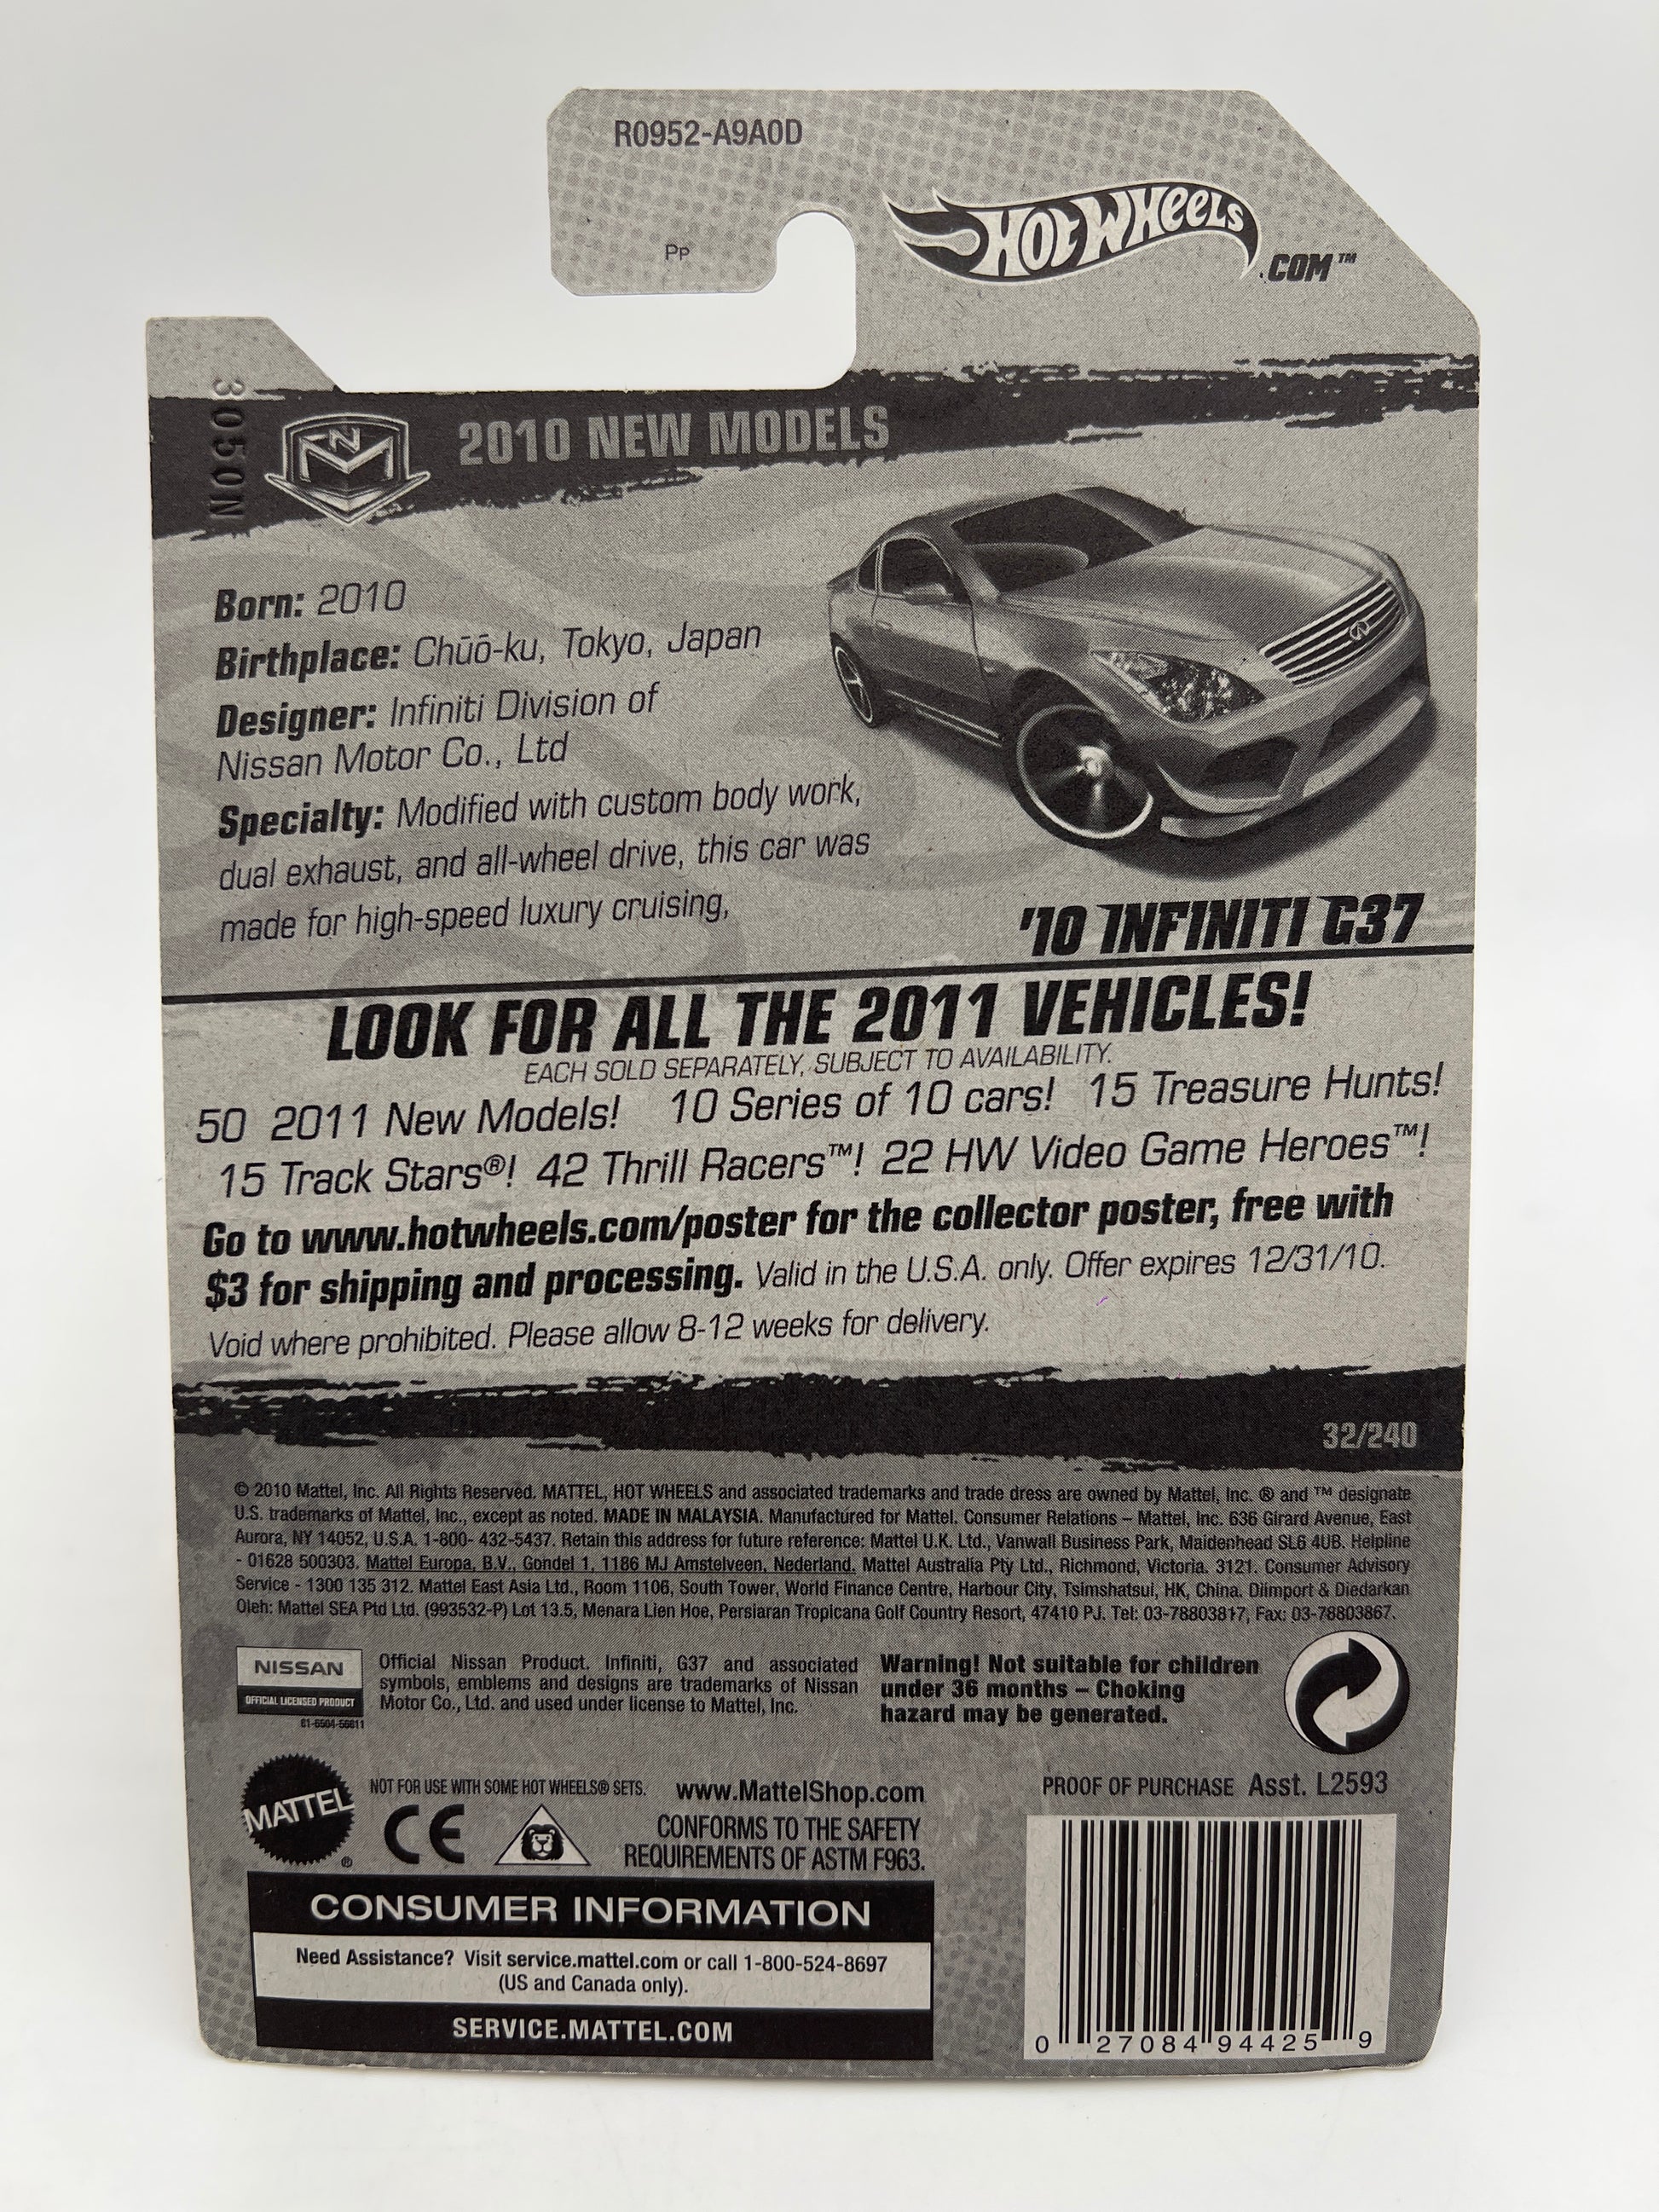 R0952-A9A0D
Pp
HOT WHEELS
.COM™
3050N
NM
2010 NEW MODELS
Born: 2010
Birthplace: Chūō-ku, Tokyo, Japan
Designer: Infiniti Division of
Nissan Motor Co., Ltd
Specialty: Modified with custom body work,
dual exhaust, and all-wheel drive, this car was
made for high-speed luxury cruising,
'10 INFINITI G37
LOOK FOR ALL THE 2011 VEHICLES!
EACH SOLD SEPARATELY, SUBJECT TO AVAILABILITY.
50 2011 New Models! 10 Series of 10 cars! 15 Treasure Hunts!
15 Track Stars®! 42 Thrill Racers™! 22 HW Video Game Heroes™!
Go to www.hotwheels.com/poster for the collector poster, free with
$3 for shipping and processing. Valid in the U.S.A. only. Offer expires 12/31/10.
Void where prohibited. Please allow 8-12 weeks for delivery.
32/240
© 2010 Mattel, Inc. All Rights Reserved. MATTEL, HOT WHEELS and associated trademarks and trade dress are owned by Mattel, Inc. ® and ™ designate
U.S. trademarks of Mattel, Inc., except as noted. MADE IN MALAYSIA. Manufactured for Mattel. Consumer Relations – Mattel, Inc. 636 Girard Avenue, East
Aurora, NY 14052, U.S.A. 1-800- 432-5437. Retain this address for future reference: Mattel U.K. Ltd., Vanwall Business Park, Maidenhead SL6 4UB. Helpline
- 01628 500303. Mattel Europa, B.V., Gondel 1, 1186 MJ Amstelveen, Nederland. Mattel Australia Pty Ltd., Richmond, Victoria. 3121. Consumer Advisory
Service - 1300 135 312. Mattel East Asia Ltd., Room 1106, South Tower, World Finance Centre, Harbour City, Tsimshatsui, HK, China. Diimport & Diedarkan
Oleh: Mattel SEA Ptd Ltd. (993532-P) Lot 13.5, Menara Lien Hoe, Persiaran Tropicana Golf Country Resort, 47410 PJ. Tel: 03-78803817, Fax: 03-78803867.
NISSAN
OFFICIAL LICENSED PRODUCT
Official Nissan Product. Infiniti, G37 and associated
symbols, emblems and designs are trademarks of Nissan
Motor Co., Ltd. and used under license to Mattel, Inc.
Warning! Not suitable for children
under 36 months – Choking
hazard may be generated.
MATTEL®
NOT FOR USE WITH SOME HOT WHEELS® SETS.
www.MattelShop.com
CE
CONFORMS TO THE SAFETY
REQUIREMENTS OF ASTM F963.
PROOF OF PURCHASE Asst. L2593
CONSUMER INFORMATION
Need Assistance? Visit service.mattel.com or call 1-800-524-8697
(US and Canada only).
SERVICE.MATTEL.COM
0 27084 94425 9